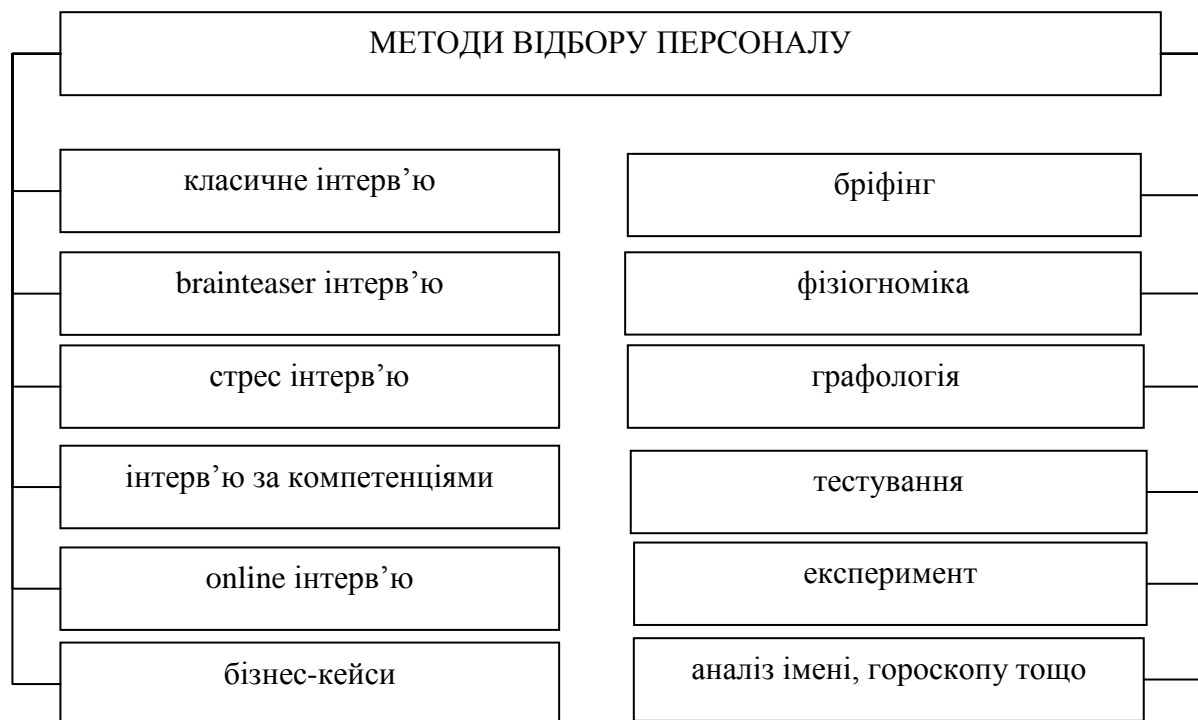 МЕТОДИ ВІДБОРУ ПЕРСОНАЛУ
класичне інтерв’ю
brainteaser інтерв’ю
стрес інтерв’ю
інтерв’ю за компетенціями
online інтерв’ю
бізнес-кейси
бріфінг
фізіогноміка
графологія
тестування
експеримент
аналіз імені, гороскопу тощо